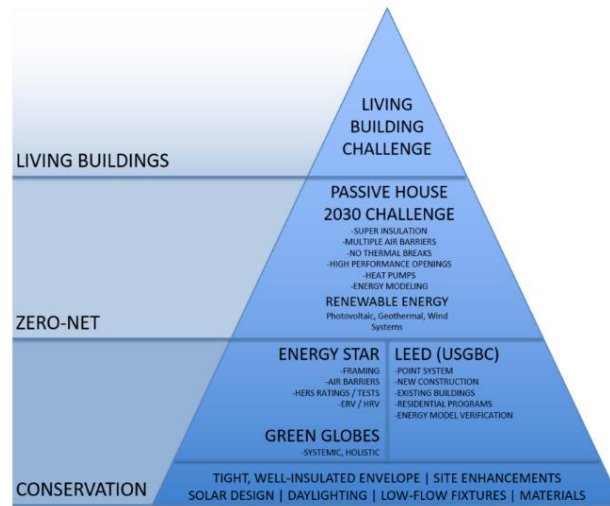 LIVING
BUILDING
CHALLENGE
LIVING BUILDINGS
PASSIVE HOUSE
2030 CHALLENGE
-SUPER INSULATION
-MULTIPLE AIR BARRIERS
-NO THERMAL BREAKS
-HIGH PERFORMANCE OPENINGS
-HEAT PUMPS
-ENERGY MODELING
RENEWABLE ENERGY
Photovoltaic, Geothermal, Wind
Systems
ZERO-NET
ENERGY STAR
-FRAMING
-AIR BARRIERS
-HERS RATINGS / TESTS
-ERV / HRV
GREEN GLOBES
-SYSTEMIC, HOLISTIC
LEED (USGBC)
-POINT SYSTEM
-NEW CONSTRUCTION
-EXISTING BUILDINGS
-RESIDENTIAL PROGRAMS
-ENERGY MODEL VERIFICATION
CONSERVATION
TIGHT, WELL-INSULATED ENVELOPE | SITE ENHANCEMENTS
SOLAR DESIGN | DAYLIGHTING | LOW-FLOW FIXTURES | MATERIALS